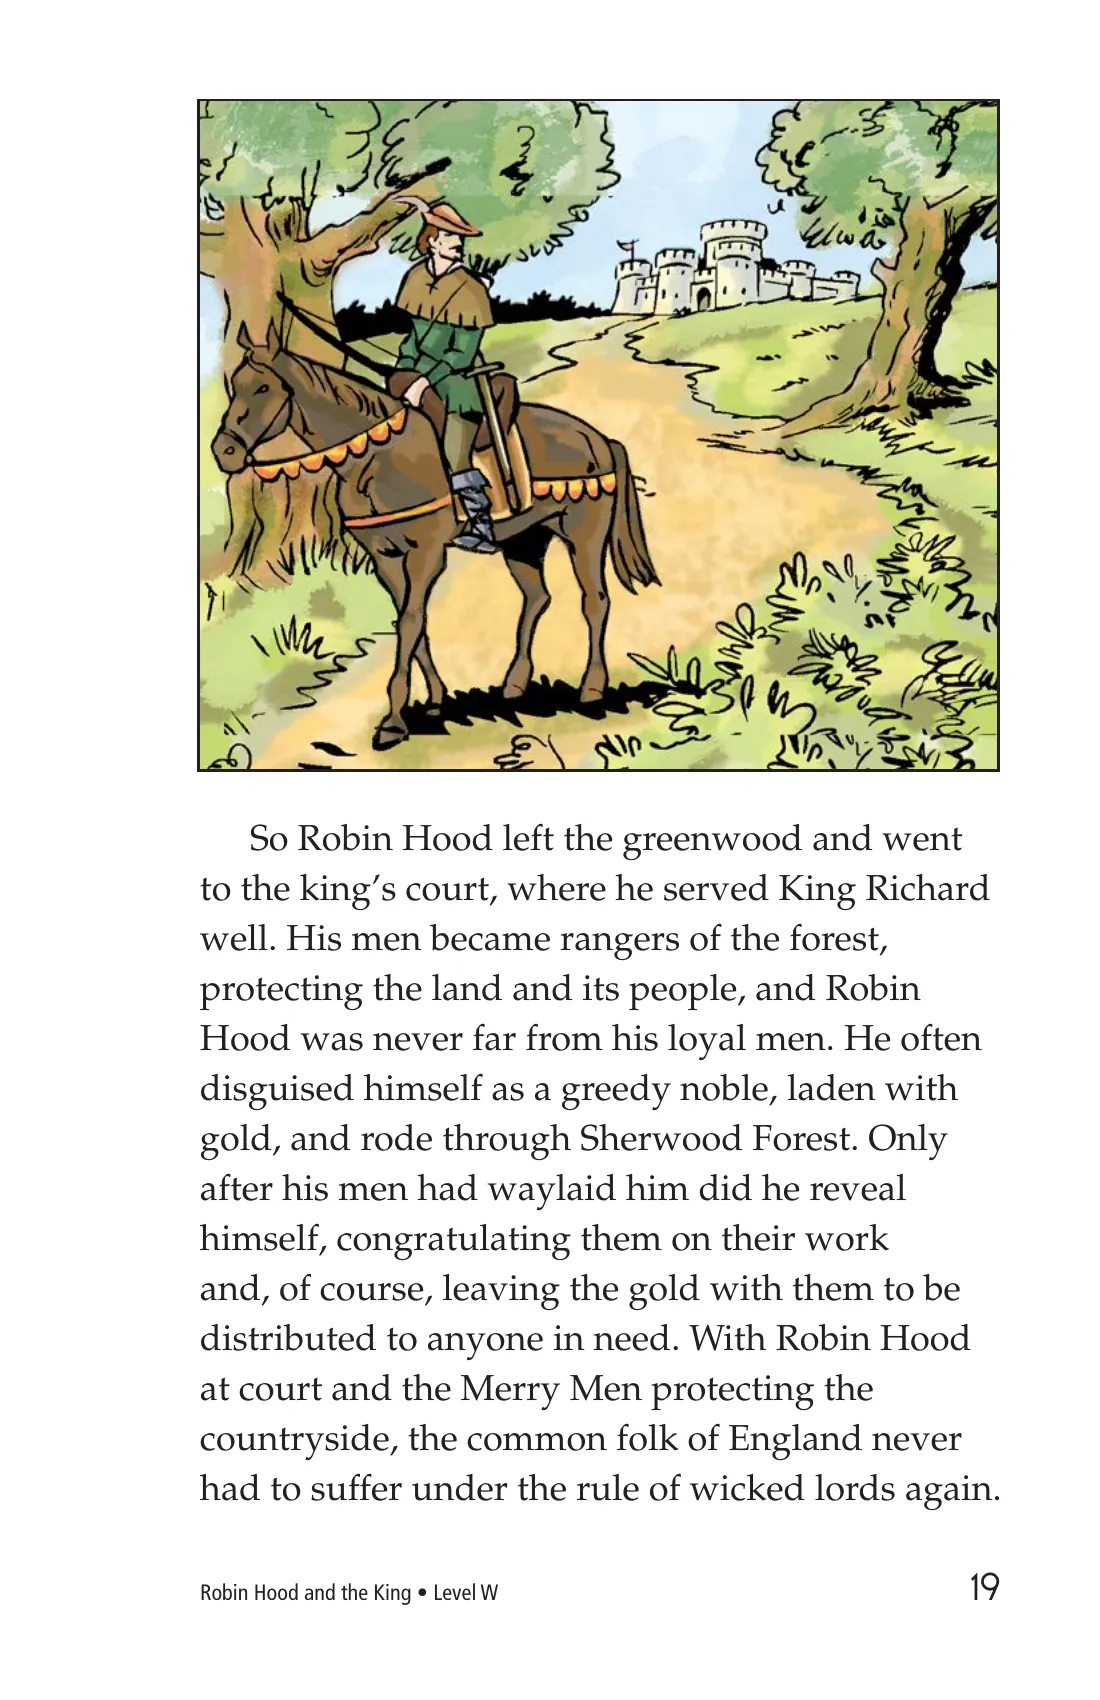 So Robin Hood left the greenwood and went
to the king’s court, where he served King Richard
well. His men became rangers of the forest,
protecting the land and its people, and Robin
Hood was never far from his loyal men. He often
disguised himself as a greedy noble, laden with
gold, and rode through Sherwood Forest. Only
after his men had waylaid him did he reveal
himself, congratulating them on their work
and, of course, leaving the gold with them to be
distributed to anyone in need. With Robin Hood
at court and the Merry Men protecting the
countryside, the common folk of England never
had to suffer under the rule of wicked lords again.
Robin Hood and the King • Level W
19